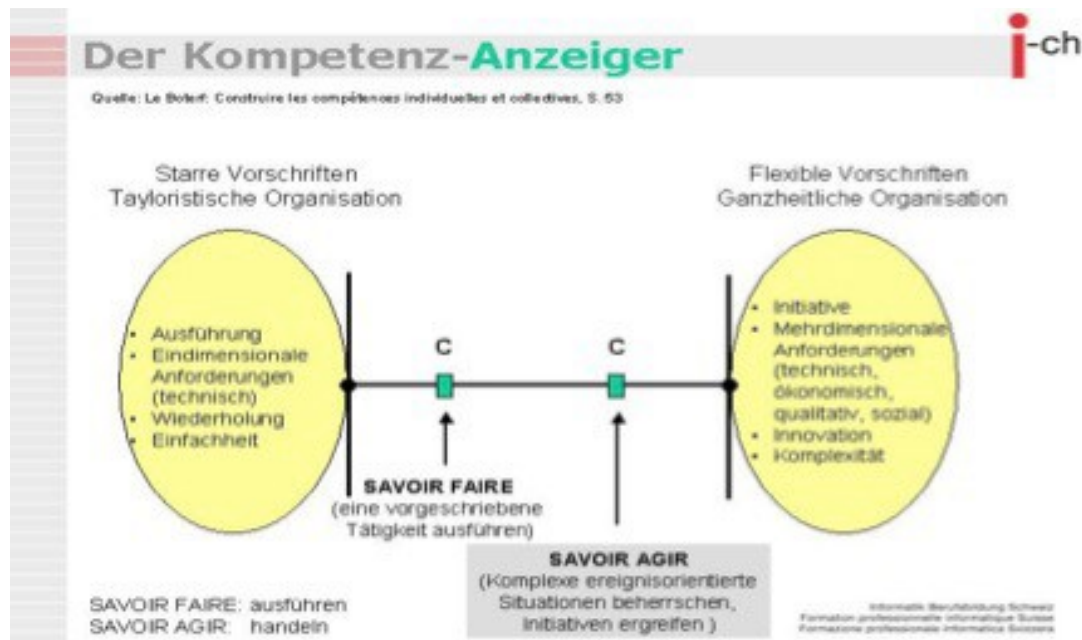 Der Kompetenz-Anzeiger
i-ch
Quelle: Le Boterf: Construire les compétences individuelles et collectives, S. 53
Starre Vorschriften
Tayloristische Organisation
Flexible Vorschriften
Ganzheitliche Organisation
• Ausführung
• Eindimensionale
Anforderungen
(technisch)
• Wiederholung
• Einfachheit
C
C
• Initiative
• Mehrdimensionale
Anforderungen
(technisch,
ökonomisch,
qualitativ, sozial)
• Innovation
• Komplexität
SAVOIR FAIRE
(eine vorgeschriebene
Tätigkeit ausführen)
SAVOIR AGIR
(Komplexe ereignisorientierte
Situationen beherrschen,
Initiativen ergreifen )
SAVOIR FAIRE: ausführen
SAVOIR AGIR: handeln
Informatik Berufsbildung Schweiz
Formation professionnelle informatique Suisse
Formazione professionale informatica Svizzera